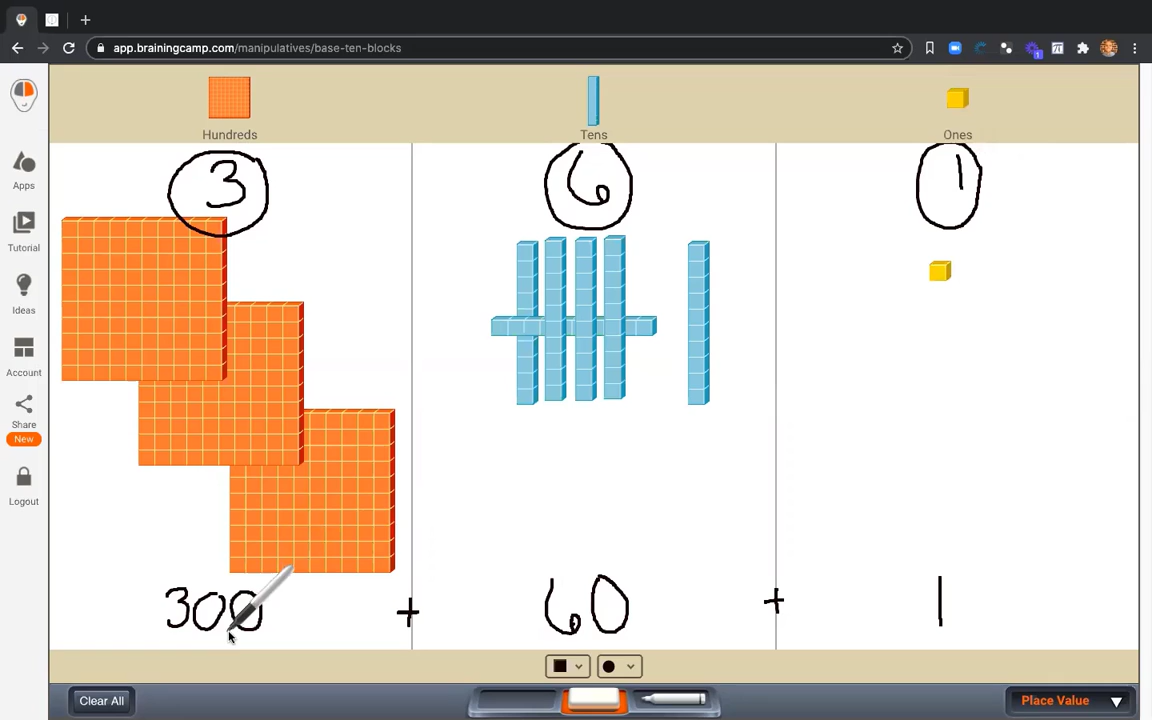 app.brainingcamp.com/manipulatives/base-ten-blocks
1
Hundreds Tens Ones
3 6 1
Apps
Tutorial
Ideas
Account
Share
New
Logout
300 + 60 + 1
Clear All
Place Value